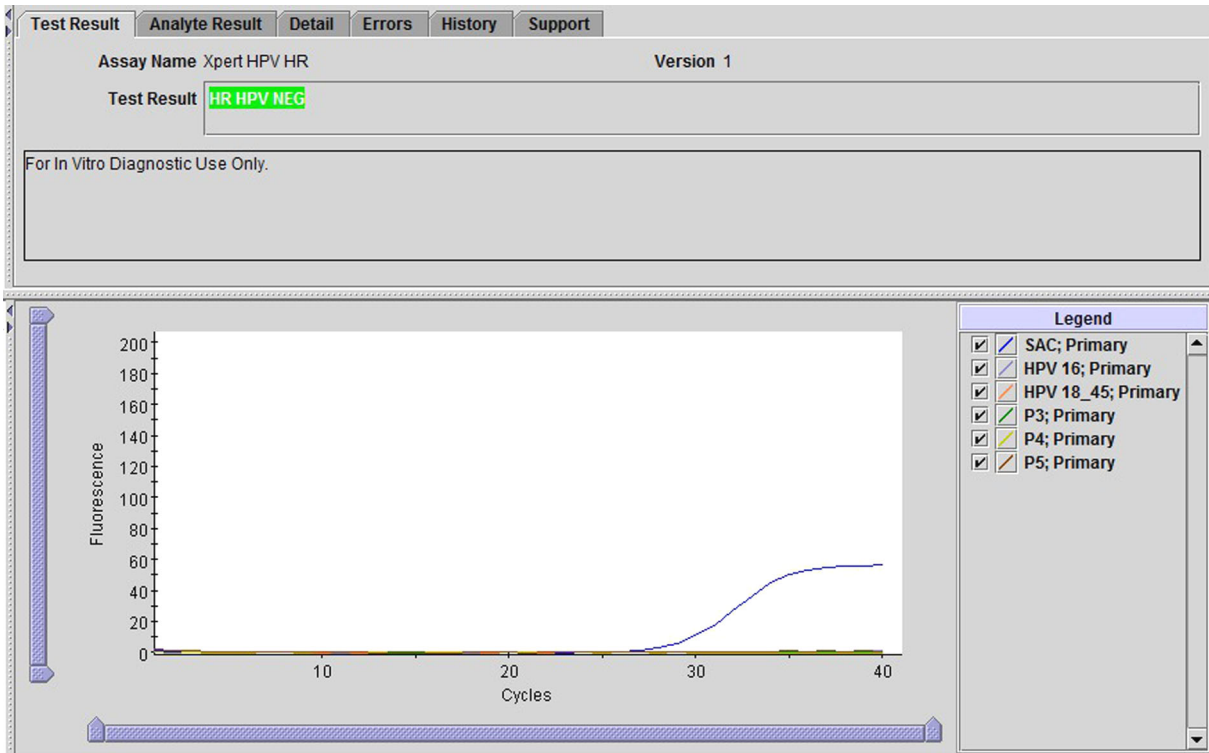 Test Result Analyte Result Detail Errors History Support
Assay Name Xpert HPV HR Version 1
Test Result HR HPV NEG
For In Vitro Diagnostic Use Only.
Legend
SAC; Primary
HPV 16; Primary
HPV 18_45; Primary
P3; Primary
P4; Primary
P5; Primary
Fluorescence
200
180
160
140
120
100
80
60
40
20
0
10 20 30 40
Cycles